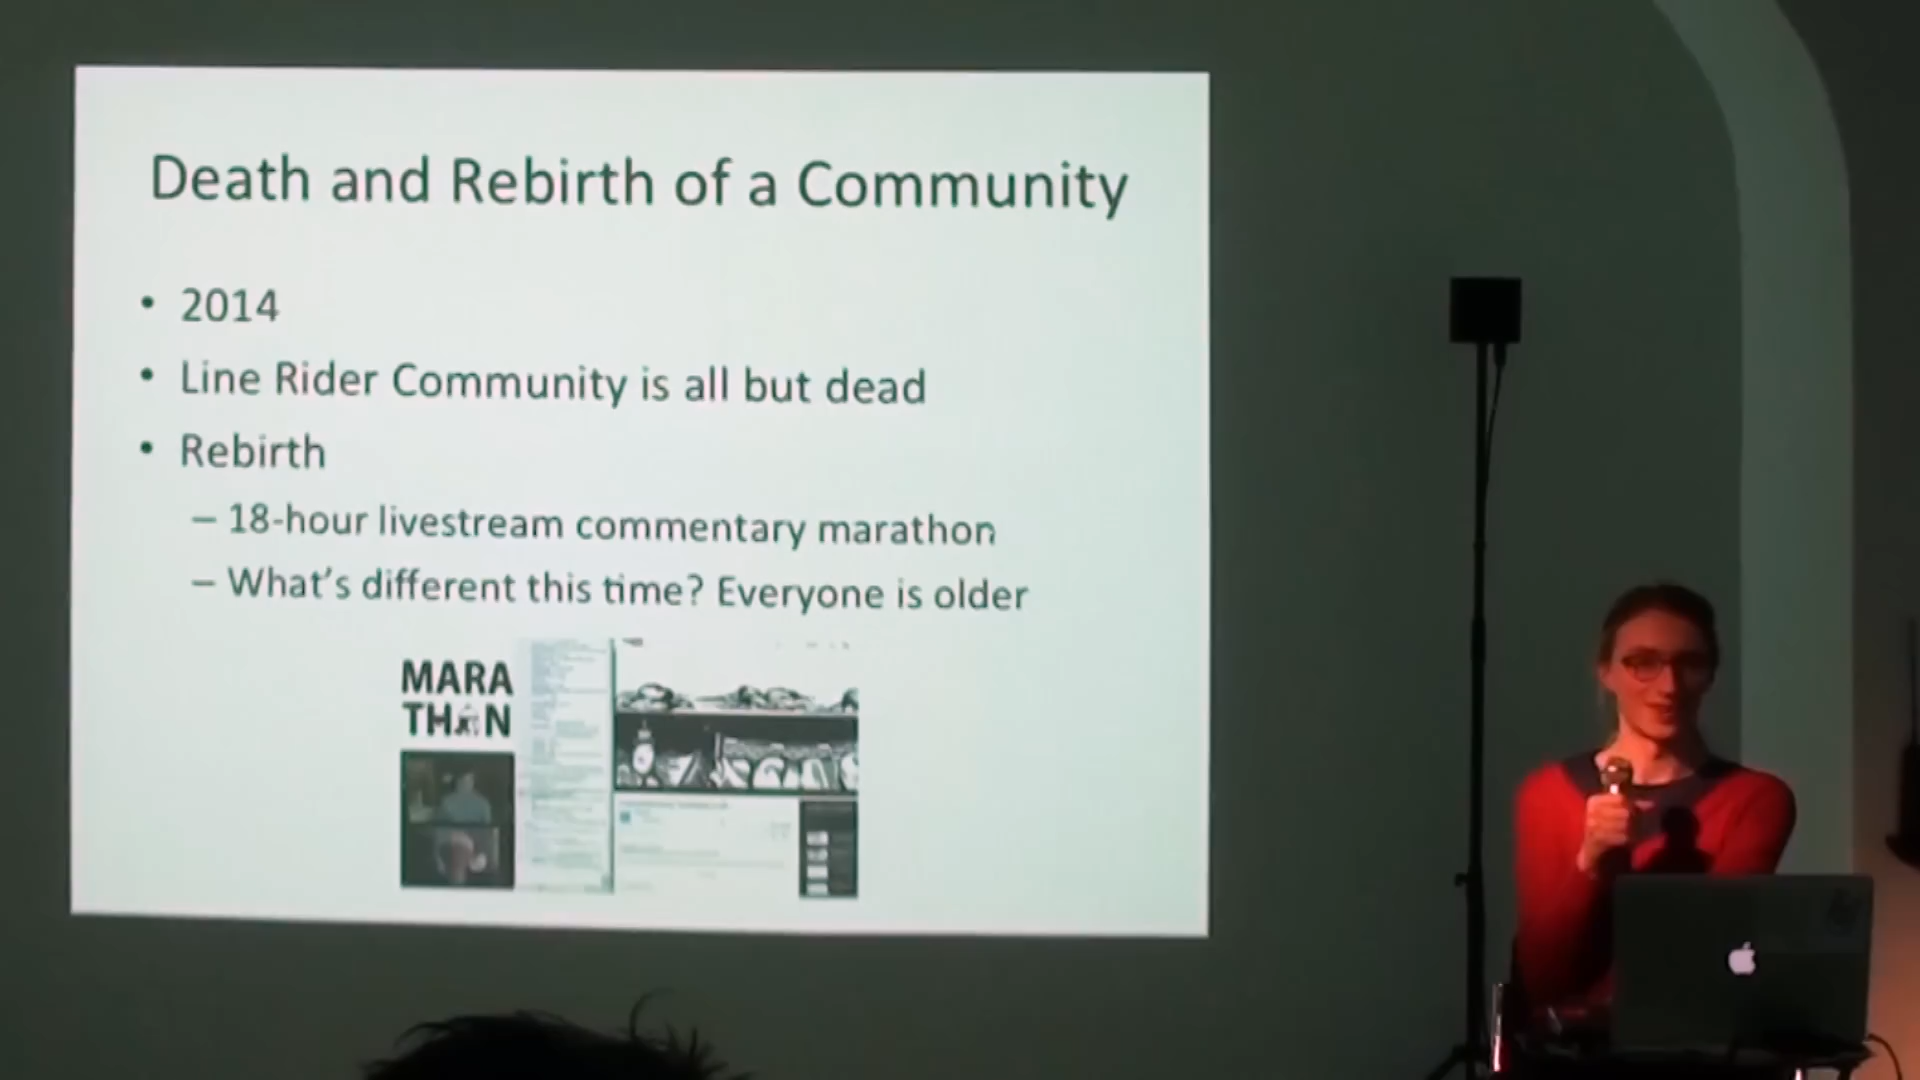 Death and Rebirth of a Community
• 2014
• Line Rider Community is all but dead
• Rebirth
– 18-hour livestream commentary marathon
– What's different this time? Everyone is older
MARA
THON